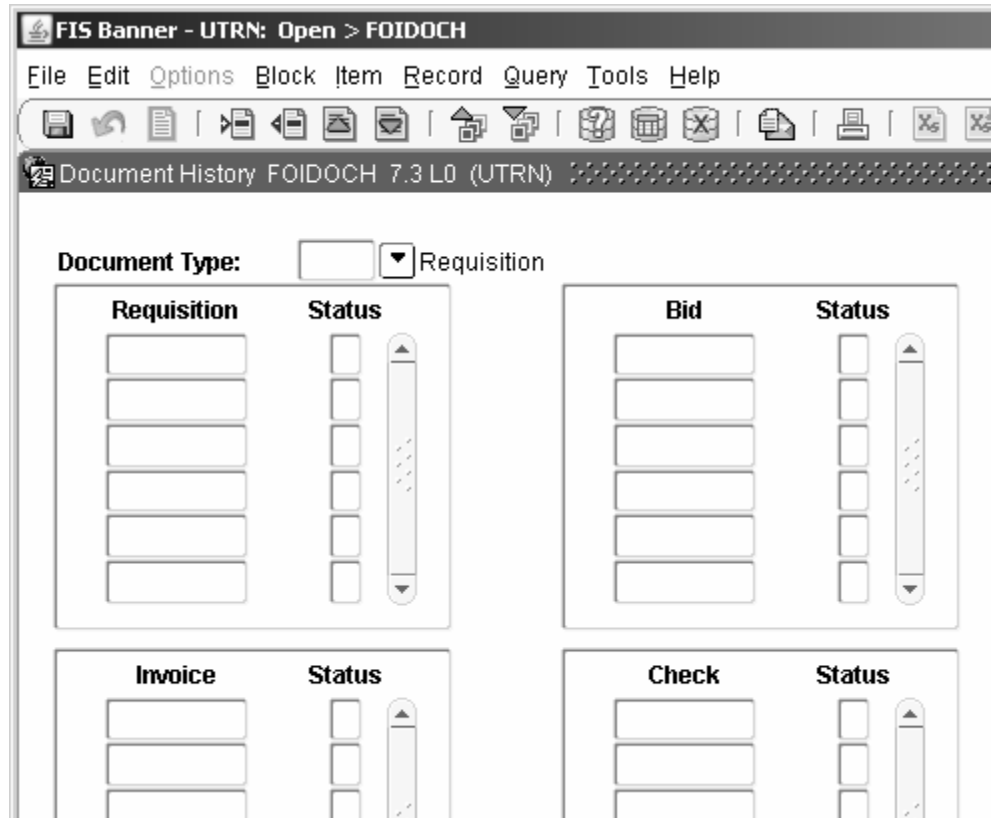 FIS Banner - UTRN: Open > FOIDOCH
File Edit Options Block Item Record Query Tools Help
Document History FOIDOCH 7.3 L0 (UTRN)
Document Type: Requisition
Requisition Status Bid Status
Invoice Status Check Status